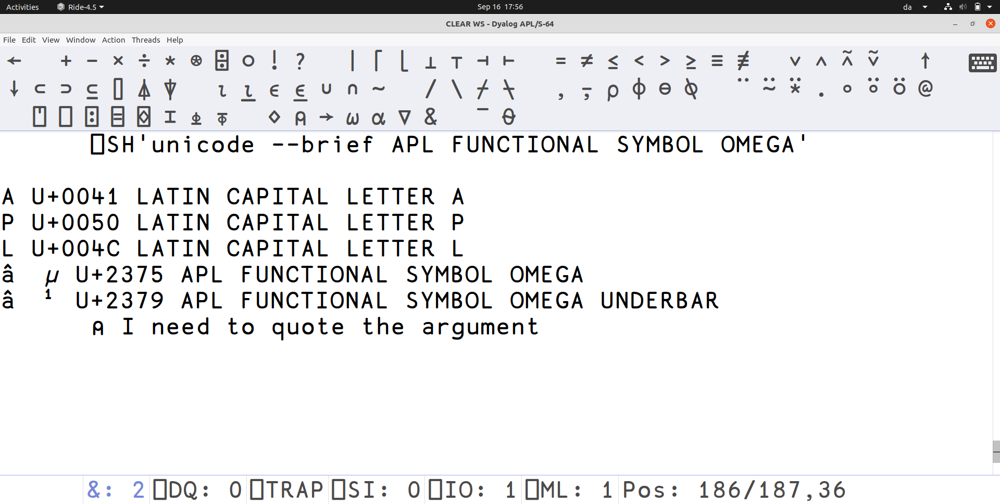 Activities Ride-4.5 Sep 16 17:56 da
CLEAR WS - Dyalog APL/S-64
File Edit View Window Action Threads Help
← + - × ÷ * ⍟ ⌹ ○ ! ? | ⌈ ⌊ ⊥ ⊤ ⊣ ⊢ = ≠ ≤ < > ≥ ≡ ≢ ∨ ∧ ⍲ ⍱ ↑
↓ ⊂ ⊃ ⊆ ⌷ ⍋ ⍒ ⍳ ⍸ ∊ ⍷ ∪ ∩ ~ / \ ⌿ ⍀ , ⍪ ⍴ ⌽ ⊖ ⍉ ¨ ⍨ ⍣ . ∘ ⍤ ⍥ @
⍞ ⎕ ⍠ ⌸ ⌺ ⌶ ⍎ ⍕ ⋄ ⍝ → ⍵ ⍺ ∇ & ¯ ⍬
⎕SH'unicode --brief APL FUNCTIONAL SYMBOL OMEGA'
A U+0041 LATIN CAPITAL LETTER A
P U+0050 LATIN CAPITAL LETTER P
L U+004C LATIN CAPITAL LETTER L
â µ U+2375 APL FUNCTIONAL SYMBOL OMEGA
â ¹ U+2379 APL FUNCTIONAL SYMBOL OMEGA UNDERBAR
⍝ I need to quote the argument
&: 2 ⎕DQ: 0 ⎕TRAP ⎕SI: 0 ⎕IO: 1 ⎕ML: 1 Pos: 186/187,36